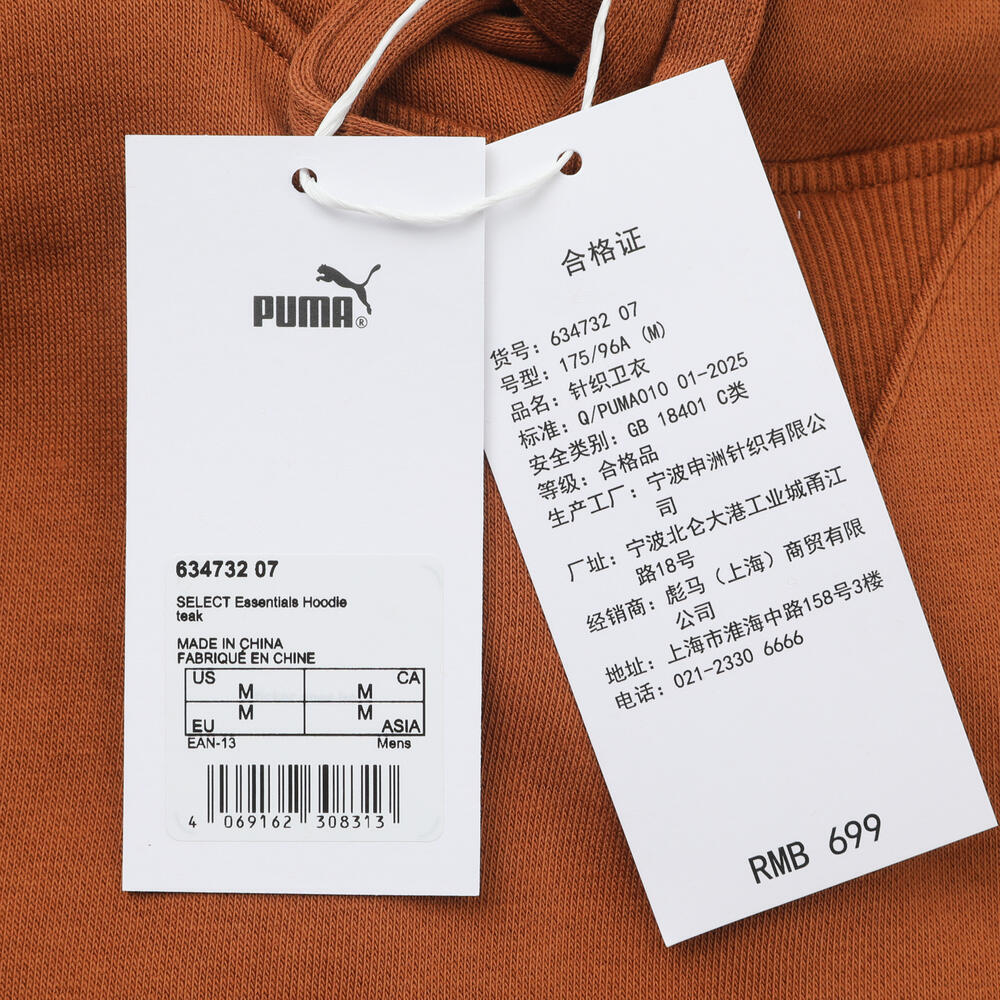 PUMA®
634732 07
SELECT Essentials Hoodie
teak
MADE IN CHINA
FABRIQUÉ EN CHINE
US M M CA
EU M M ASIA
EAN-13 Mens
4 069162 308313
合格证
货号: 634732 07
号型: 175/96A (M)
品名: 针织卫衣
标准: Q/PUMA010 01-2025
安全类别: GB 18401 C类
等级: 合格品
生产工厂: 宁波申洲针织有限公
司
厂址: 宁波北仑大港工业城甬江
路18号
经销商: 彪马（上海）商贸有限
公司
地址: 上海市淮海中路158号3楼
电话: 021-2330 6666
RMB 699